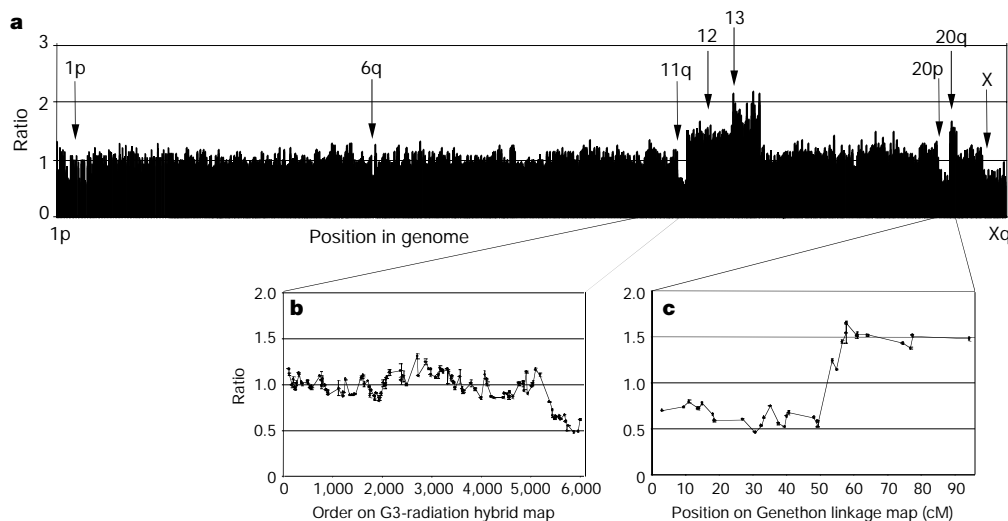 a
13
12
20q
3
1p
6q
11q
20p
X
2
Ratio
1
0
1p
Position in genome
Xq
2.0
b
1.5
1.0
Ratio
0.5
0
0 1,000 2,000 3,000 4,000 5,000 6,000
Order on G3-radiation hybrid map
2.0
c
1.5
1.0
0.5
0
0 10 20 30 40 50 60 70 80 90
Position on Genethon linkage map (cM)